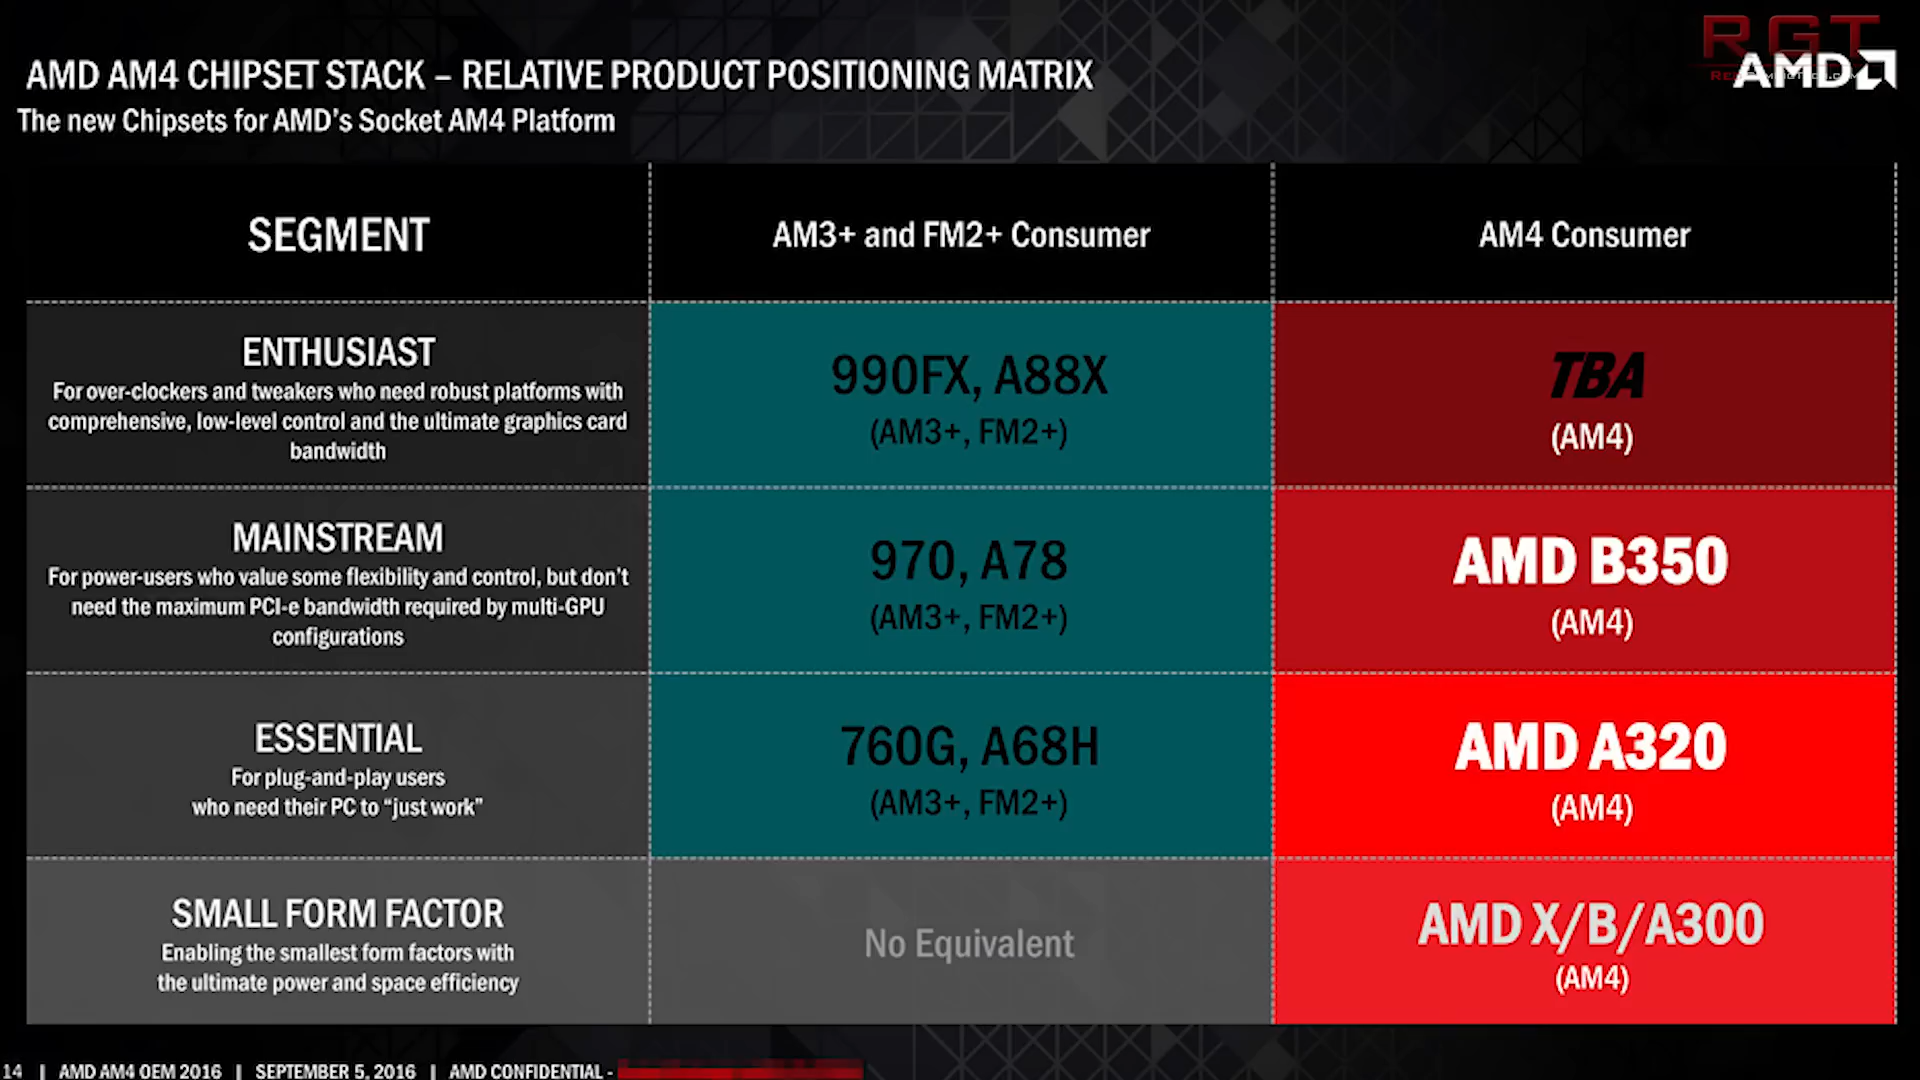 RGT
AMD
AMD AM4 CHIPSET STACK – RELATIVE PRODUCT POSITIONING MATRIX
The new Chipsets for AMD's Socket AM4 Platform
SEGMENT
AM3+ and FM2+ Consumer
AM4 Consumer
ENTHUSIAST
For over-clockers and tweakers who need robust platforms with
comprehensive, low-level control and the ultimate graphics card
bandwidth
990FX, A88X
(AM3+, FM2+)
TBA
(AM4)
MAINSTREAM
For power-users who value some flexibility and control, but don't
need the maximum PCI-e bandwidth required by multi-GPU
configurations
970, A78
(AM3+, FM2+)
AMD B350
(AM4)
ESSENTIAL
For plug-and-play users
who need their PC to “just work”
760G, A68H
(AM3+, FM2+)
AMD A320
(AM4)
SMALL FORM FACTOR
Enabling the smallest form factors with
the ultimate power and space efficiency
No Equivalent
AMD X/B/A300
(AM4)
14 | AMD AM4 OEM 2016 | SEPTEMBER 5, 2016 | AMD CONFIDENTIAL -